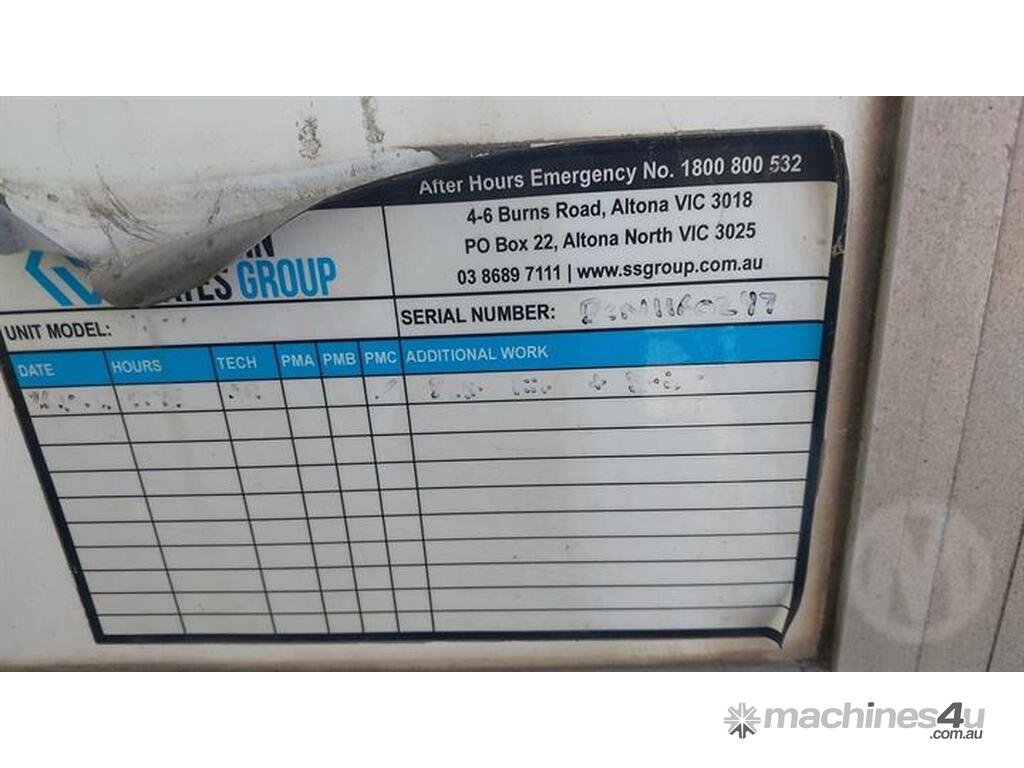 After Hours Emergency No. 1800 800 532
4-6 Burns Road, Altona VIC 3018
PO Box 22, Altona North VIC 3025
03 8689 7111 | www.ssgroup.com.au
GROUP
UNIT MODEL:
SERIAL NUMBER:
DATE HOURS TECH PMA PMB PMC ADDITIONAL WORK
machines4u
.com.au